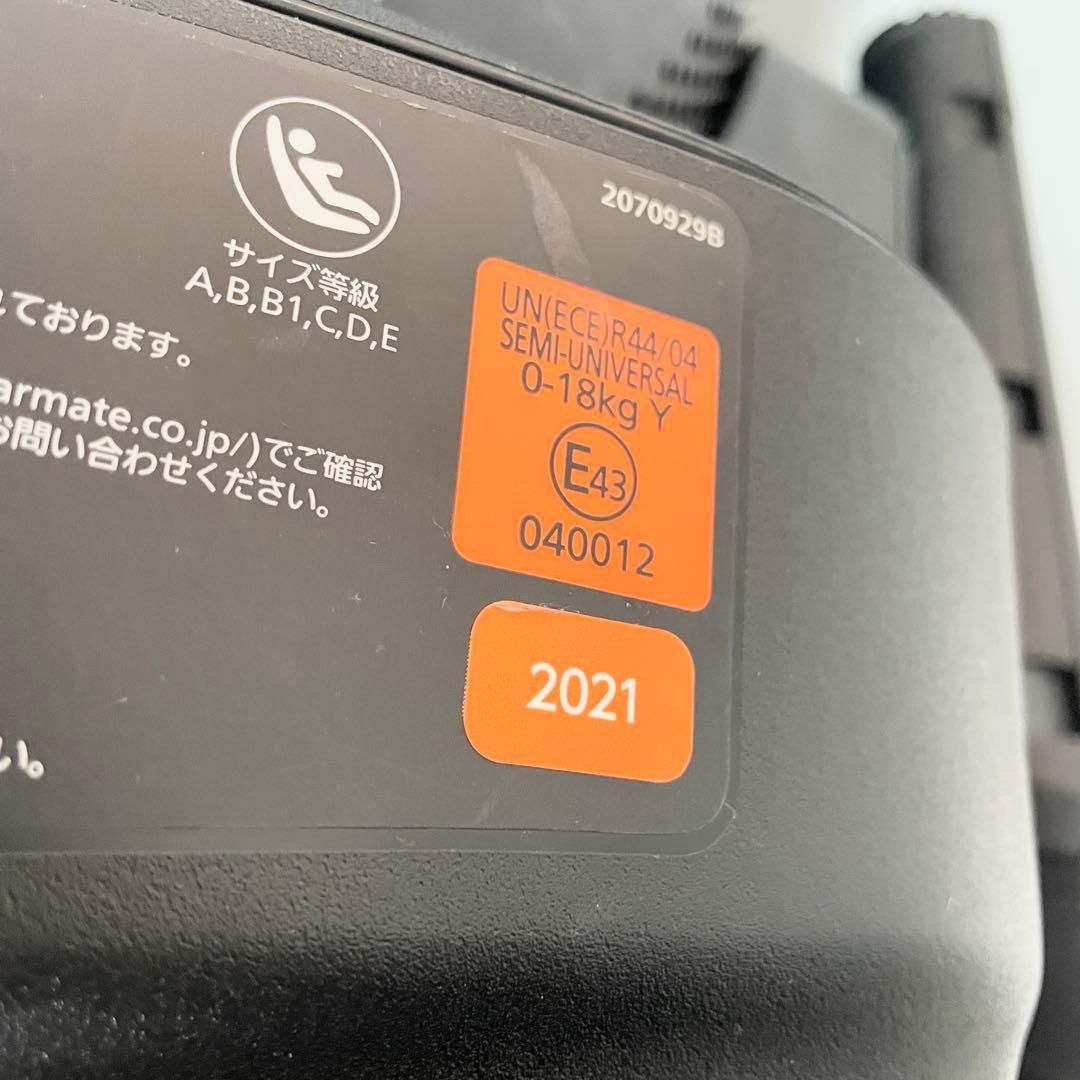 2070929B
サイズ等級
A,B,B1,C,D,E
ております。
armate.co.jp/)でご確認
お問い合わせください。
い。
UN(ECE)R44/04
SEMI-UNIVERSAL
0-18kg Y
E43
040012
2021